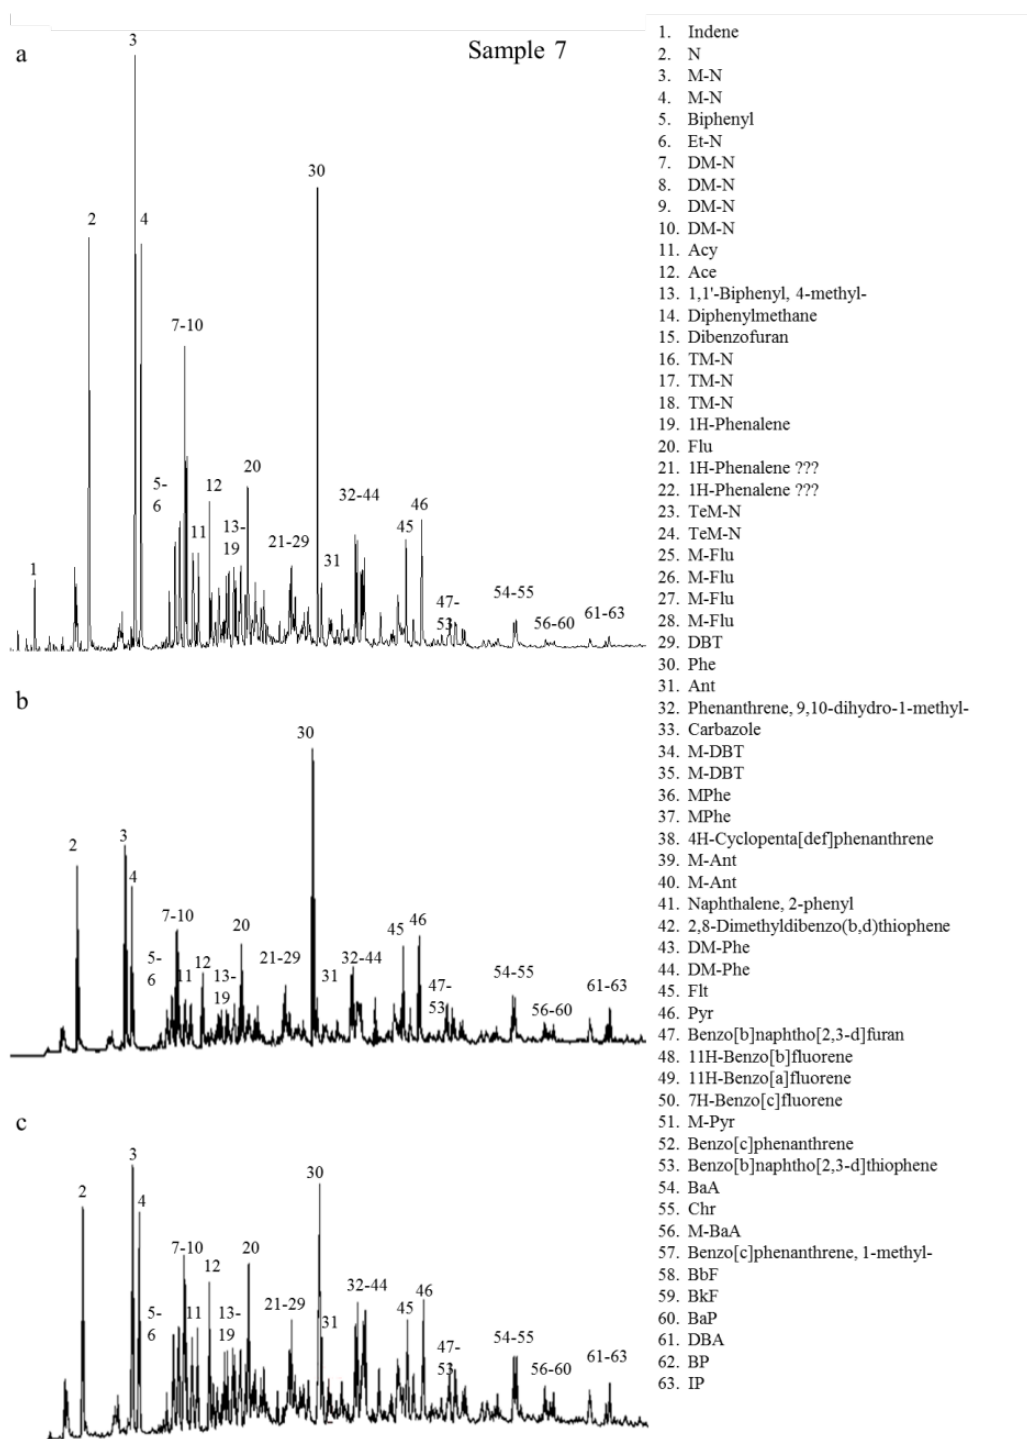 a
Sample 7
3
30
2
4
7-10
5-
6
12
20
11
13-
19
32-44
46
45
21-29
31
1
47-
53
54-55
56-60
61-63
b
30
3
2
4
7-10
5-
6
11
12
20
13-
19
21-29
31
32-44
45
46
47-
53
54-55
56-60
61-63
c
3
2
4
30
7-10
20
12
5-
6
11
13-
19
21-29
31
32-44
45
46
47-
53
54-55
56-60
61-63
1. Indene
2. N
3. M-N
4. M-N
5. Biphenyl
6. Et-N
7. DM-N
8. DM-N
9. DM-N
10. DM-N
11. Acy
12. Ace
13. 1,1'-Biphenyl, 4-methyl-
14. Diphenylmethane
15. Dibenzofuran
16. TM-N
17. TM-N
18. TM-N
19. 1H-Phenalene
20. Flu
21. 1H-Phenalene ???
22. 1H-Phenalene ???
23. TeM-N
24. TeM-N
25. M-Flu
26. M-Flu
27. M-Flu
28. M-Flu
29. DBT
30. Phe
31. Ant
32. Phenanthrene, 9,10-dihydro-1-methyl-
33. Carbazole
34. M-DBT
35. M-DBT
36. MPhe
37. MPhe
38. 4H-Cyclopenta[def]phenanthrene
39. M-Ant
40. M-Ant
41. Naphthalene, 2-phenyl
42. 2,8-Dimethyldibenzo(b,d)thiophene
43. DM-Phe
44. DM-Phe
45. Flt
46. Pyr
47. Benzo[b]naphtho[2,3-d]furan
48. 11H-Benzo[b]fluorene
49. 11H-Benzo[a]fluorene
50. 7H-Benzo[c]fluorene
51. M-Pyr
52. Benzo[c]phenanthrene
53. Benzo[b]naphtho[2,3-d]thiophene
54. BaA
55. Chr
56. M-BaA
57. Benzo[c]phenanthrene, 1-methyl-
58. BbF
59. BkF
60. BaP
61. DBA
62. BP
63. IP